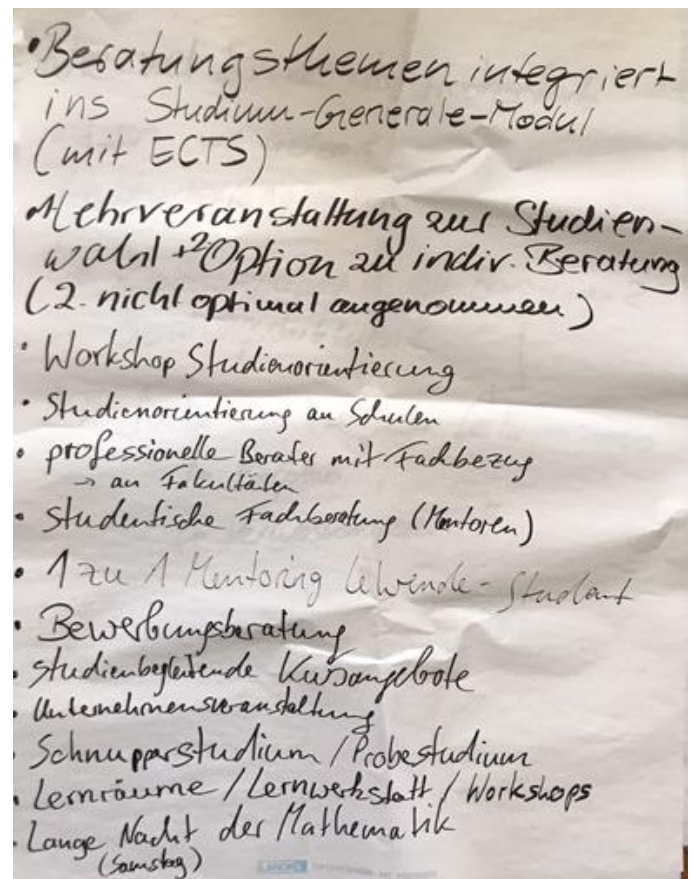 • Beratungsthemen integriert
ins Studium-Generale-Modul
(mit ECTS)
• Mehrveranstaltung zur Studien-
wahl +2 Option zu indiv. Beratung
(2. nicht optimal angenommen)
• Workshop Studienorientierung
• Studienorientierung an Schulen
• professionelle Berater mit Fachbezug
→ an Fakultäten
• studentische Fachberatung (Mentoren)
• 1 zu 1 Mentoring - Student
• Bewerbungsberatung
• studienbegleitende Kursangebote
• Unternehmensveranstaltung
• Schnupperstudium / Probestudium
• Lernräume / Lernwerkstatt / Workshops
• Lange Nacht der Mathematik
(Samstag)